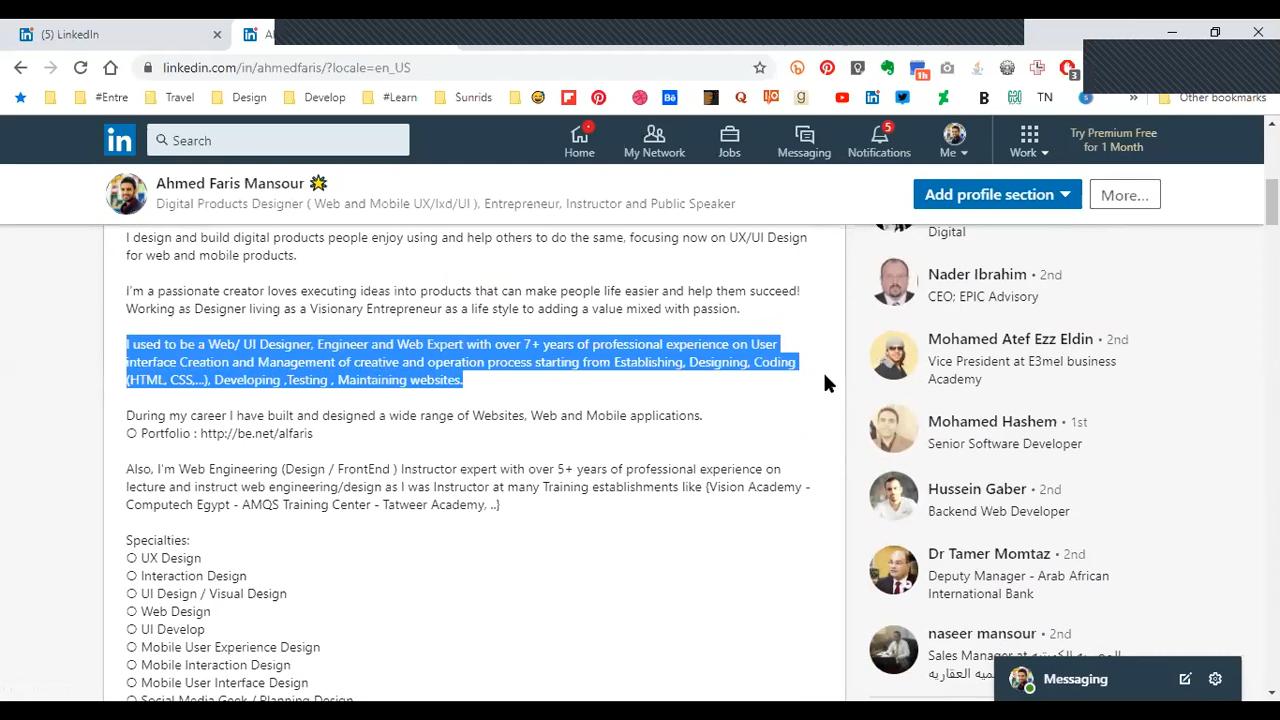 (5) LinkedIn
linkedin.com/in/ahmedfaris/?locale=en_US
1h
3
#Entre
Travel
Design
Develop
#Learn
Sunrids
TN
Other bookmarks
Search
Home
My Network
Jobs
Messaging
5
Notifications
Me
Work
Try Premium Free
for 1 Month
Ahmed Faris Mansour
Digital Products Designer ( Web and Mobile UX/Ixd/UI ), Entrepreneur, Instructor and Public Speaker
Add profile section
More...
I design and build digital products people enjoy using and help others to do the same, focusing now on UX/UI Design
for web and mobile products.
I'm a passionate creator loves executing ideas into products that can make people life easier and help them succeed!
Working as Designer living as a Visionary Entrepreneur as a life style to adding a value mixed with passion.
I used to be a Web/ UI Designer, Engineer and Web Expert with over 7+ years of professional experience on User
interface Creation and Management of creative and operation process starting from Establishing, Designing, Coding
(HTML, CSS,...), Developing ,Testing , Maintaining websites.
During my career I have built and designed a wide range of Websites, Web and Mobile applications.
○ Portfolio : http://be.net/alfaris
Also, I'm Web Engineering (Design / FrontEnd ) Instructor expert with over 5+ years of professional experience on
lecture and instruct web engineering/design as I was Instructor at many Training establishments like {Vision Academy -
Computech Egypt - AMQS Training Center - Tatweer Academy, ..}
Specialties:
○ UX Design
○ Interaction Design
○ UI Design / Visual Design
○ Web Design
○ UI Develop
○ Mobile User Experience Design
○ Mobile Interaction Design
○ Mobile User Interface Design
○ Social Media Geek / Planning Design
Digital
Nader Ibrahim • 2nd
CEO; EPIC Advisory
Mohamed Atef Ezz Eldin • 2nd
Vice President at E3mel business
Academy
Mohamed Hashem • 1st
Senior Software Developer
Hussein Gaber • 2nd
Backend Web Developer
Dr Tamer Momtaz • 2nd
Deputy Manager - Arab African
International Bank
naseer mansour • 2nd
Sales Manager at
Messaging